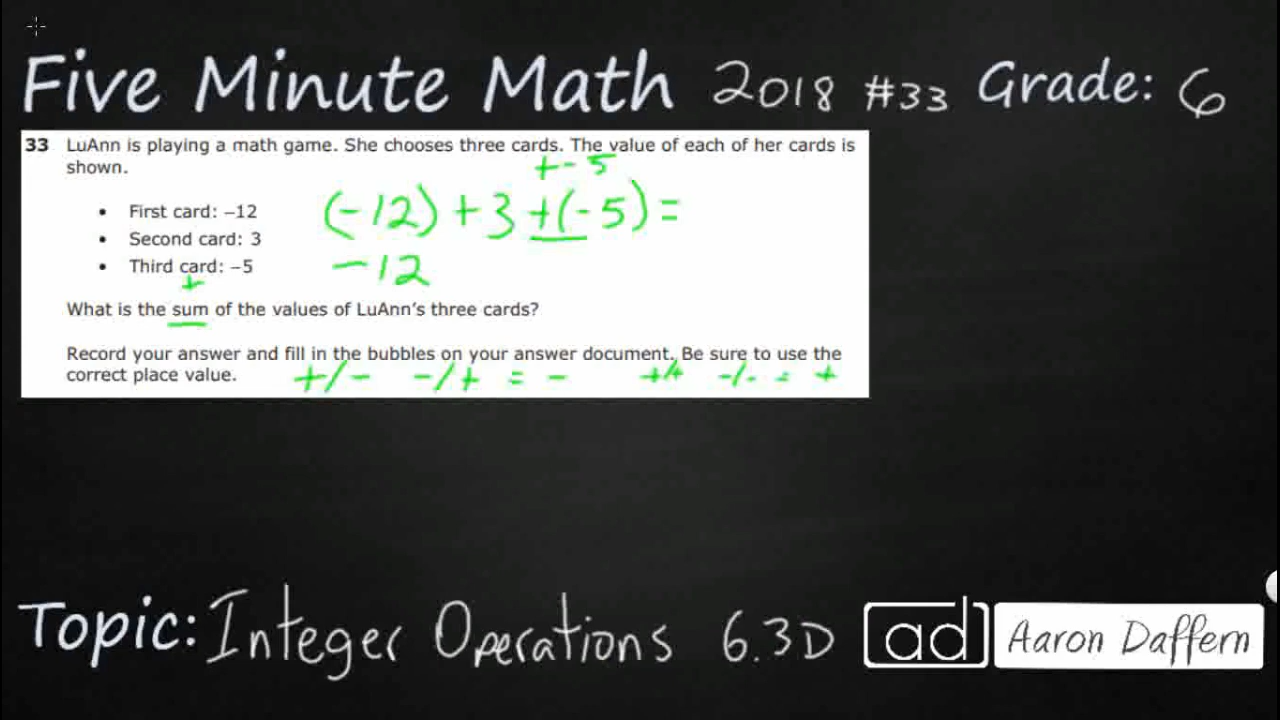 Five Minute Math 2018 #33 Grade: 6
33 LuAnn is playing a math game. She chooses three cards. The value of each of her cards is
shown.
+ - 5
• First card: −12
(-12) + 3 + (-5) =
• Second card: 3
• Third card: −5
-12
+
What is the sum of the values of LuAnn's three cards?
Record your answer and fill in the bubbles on your answer document. Be sure to use the
correct place value.
+/- -/+ = - +/+ -/- = +
Topic: Integer Operations 6.3D ad Aaron Daffern